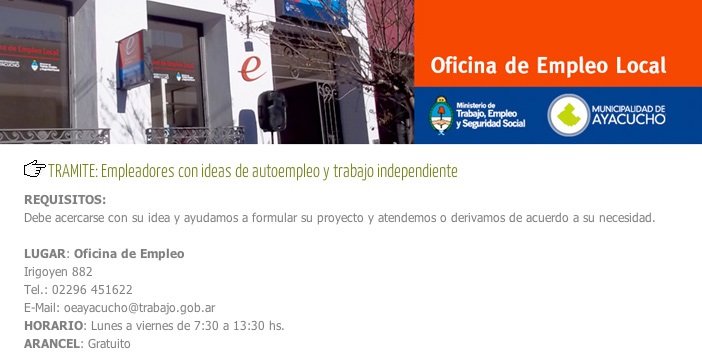 de Empleo Local
Oficina de Empleo Local
Ministerio de
Trabajo, Empleo
y Seguridad Social
MUNICIPALIDAD DE
AYACUCHO
TRAMITE: Empleadores con ideas de autoempleo y trabajo independiente
REQUISITOS:
Debe acercarse con su idea y ayudamos a formular su proyecto y atendemos o derivamos de acuerdo a su necesidad.
LUGAR: Oficina de Empleo
Irigoyen 882
Tel.: 02296 451622
E-Mail: oeayacucho@trabajo.gob.ar
HORARIO: Lunes a viernes de 7:30 a 13:30 hs.
ARANCEL: Gratuito